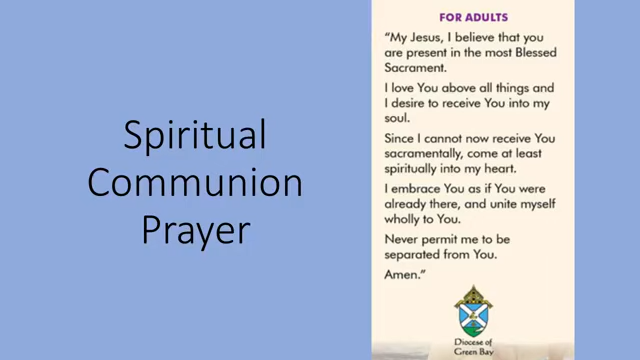 Spiritual
Communion
Prayer
FOR ADULTS
“My Jesus, I believe that you
are present in the most Blessed
Sacrament.
I love You above all things and
I desire to receive You into my
soul.
Since I cannot now receive You
sacramentally, come at least
spiritually into my heart.
I embrace You as if You were
already there, and unite myself
wholly to You.
Never permit me to be
separated from You.
Amen.”
Diocese of
Green Bay